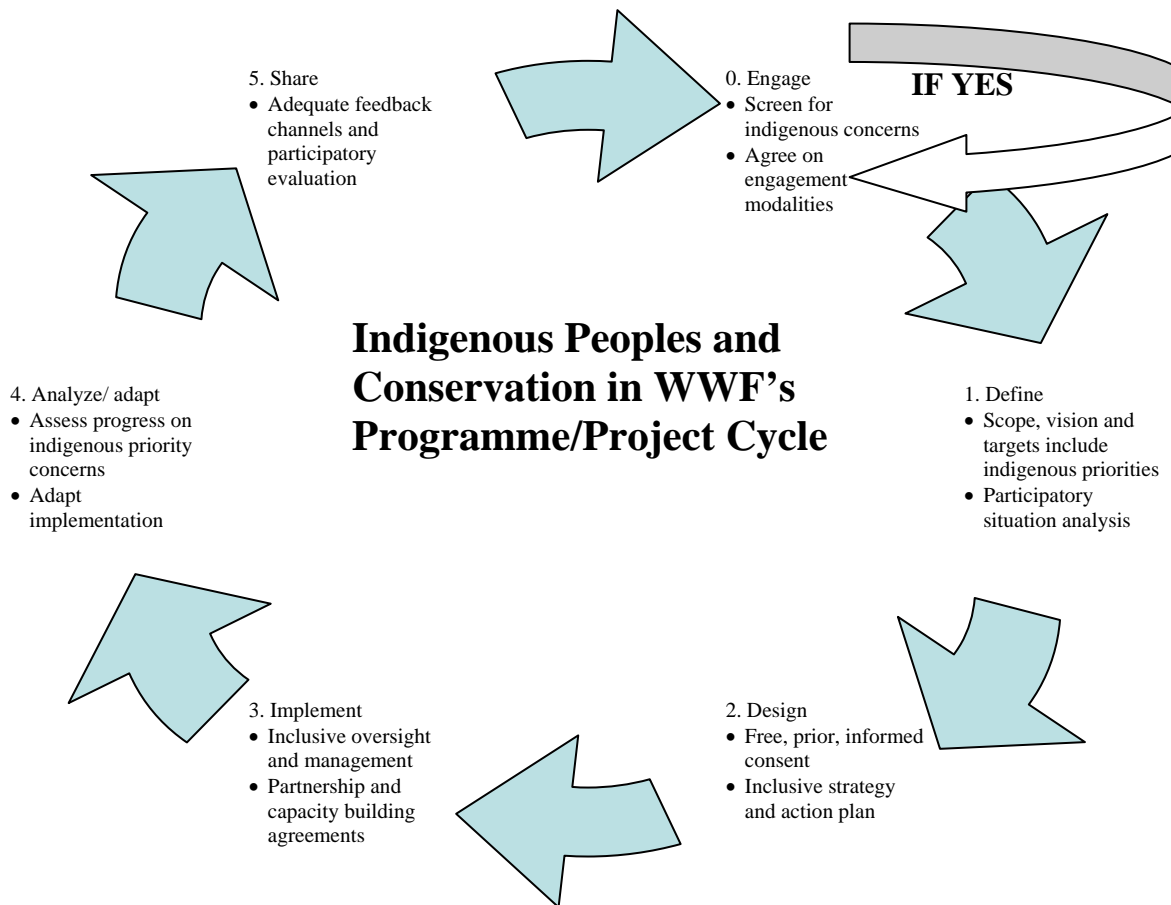 5. Share
• Adequate feedback
channels and
participatory
evaluation
0. Engage
• Screen for
indigenous concerns
• Agree on
engagement
modalities
IF YES
Indigenous Peoples and
Conservation in WWF’s
Programme/Project Cycle
4. Analyze/ adapt
• Assess progress on
indigenous priority
concerns
• Adapt
implementation
1. Define
• Scope, vision and
targets include
indigenous priorities
• Participatory
situation analysis
3. Implement
• Inclusive oversight
and management
• Partnership and
capacity building
agreements
2. Design
• Free, prior, informed
consent
• Inclusive strategy
and action plan